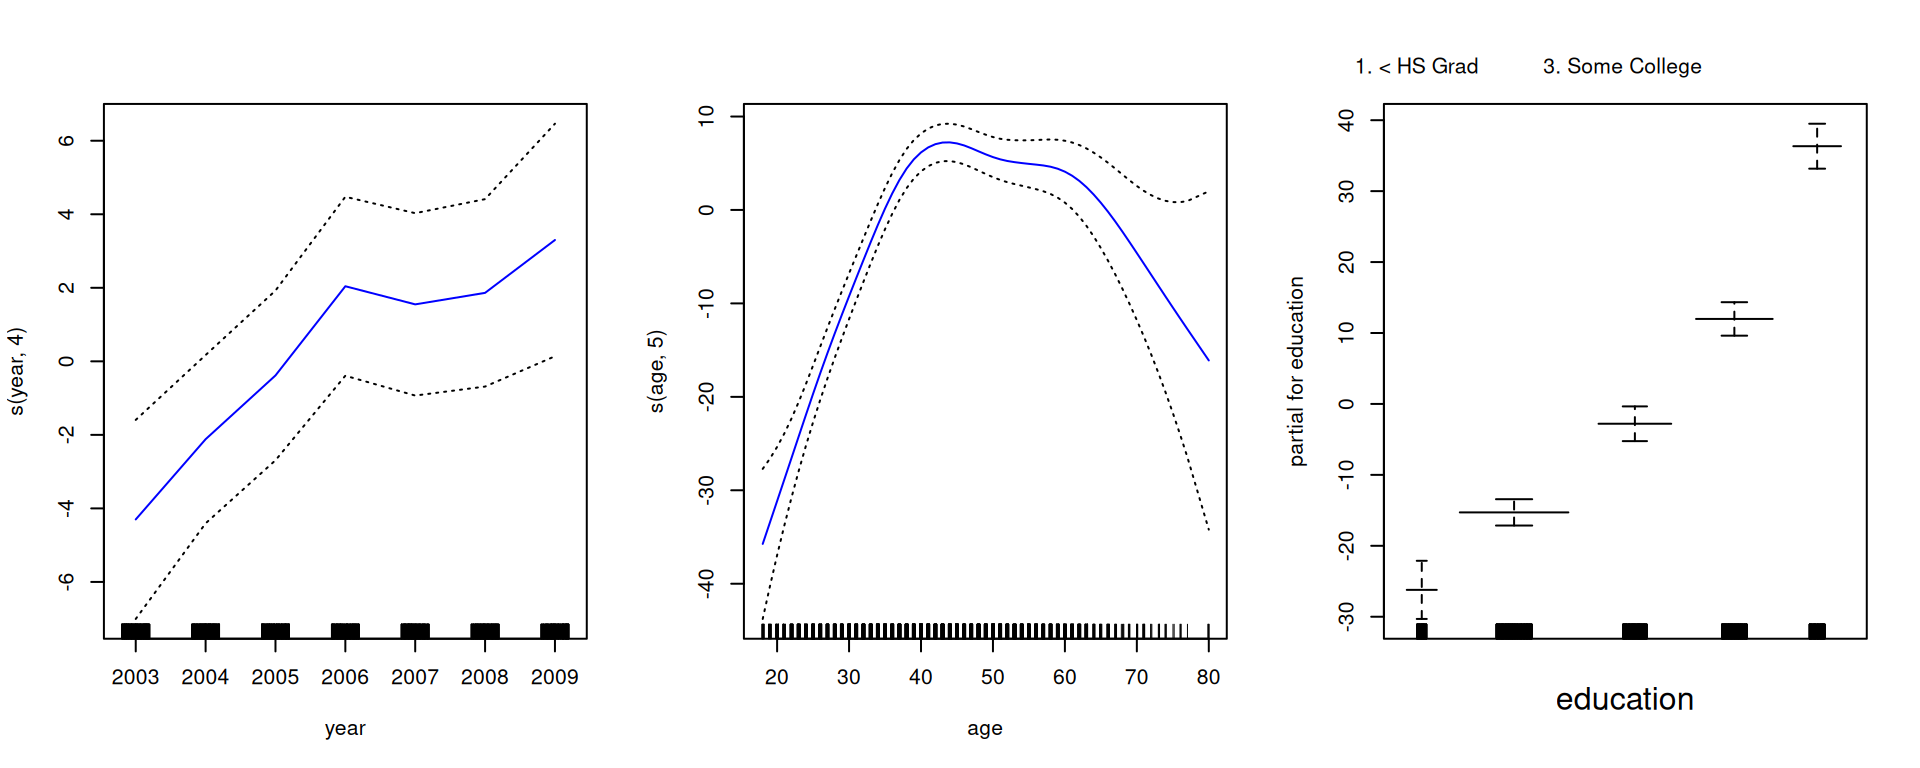 s(year, 4)
6
4
2
0
-2
-4
-6
2003 2004 2005 2006 2007 2008 2009
year
s(age, 5)
10
0
-10
-20
-30
-40
20 30 40 50 60 70 80
age
1. < HS Grad 3. Some College
partial for education
40
30
20
10
0
-10
-20
-30
education